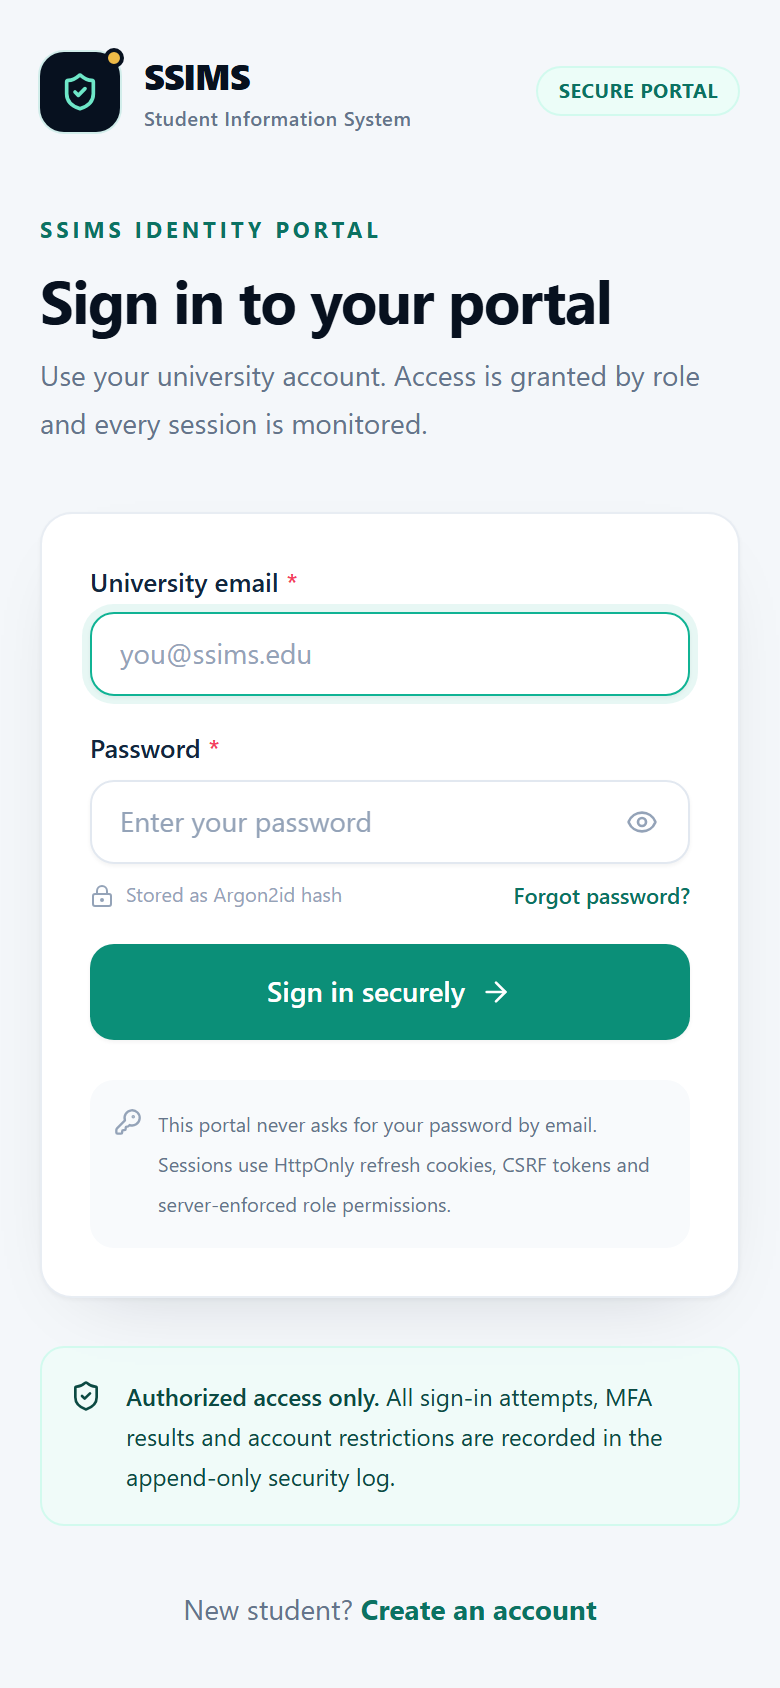 SSIMS
Student Information System
SECURE PORTAL
SSIMS IDENTITY PORTAL
Sign in to your portal
Use your university account. Access is granted by role
and every session is monitored.
University email *
you@ssims.edu
Password *
Enter your password
Stored as Argon2id hash
Forgot password?
Sign in securely →
This portal never asks for your password by email.
Sessions use HttpOnly refresh cookies, CSRF tokens and
server-enforced role permissions.
Authorized access only. All sign-in attempts, MFA
results and account restrictions are recorded in the
append-only security log.
New student? Create an account